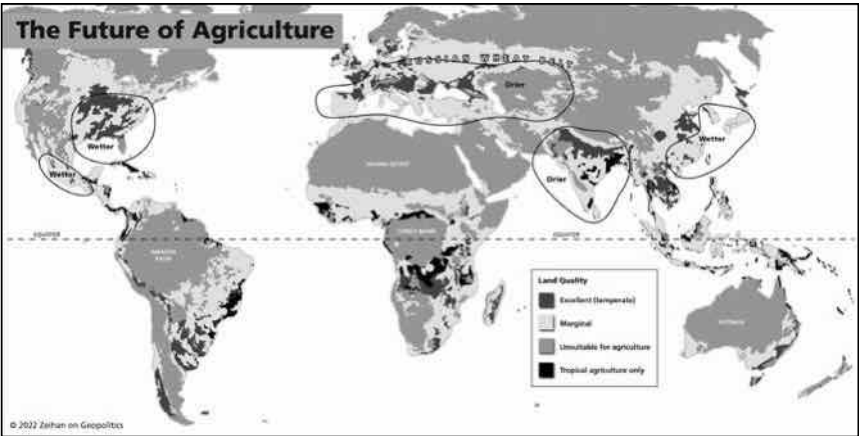 The Future of Agriculture
RUSSIAN WHEAT BELT
Drier
Wetter
Wetter
Wetter
Drier
SAHARA DESERT
EQUATOR
EQUATOR
CONGO BASIN
AMAZON
BASIN
OUTBACK
Land Quality
Excellent (temperate)
Marginal
Unsuitable for agriculture
Tropical agriculture only
© 2022 Zeihan on Geopolitics